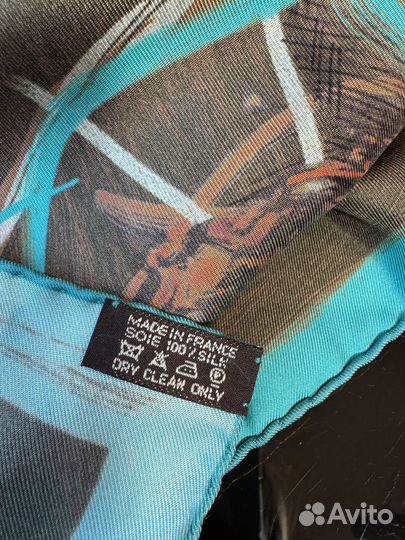 MADE IN FRANCE
SOIE 100% SILK
DRY CLEAN ONLY
Avito